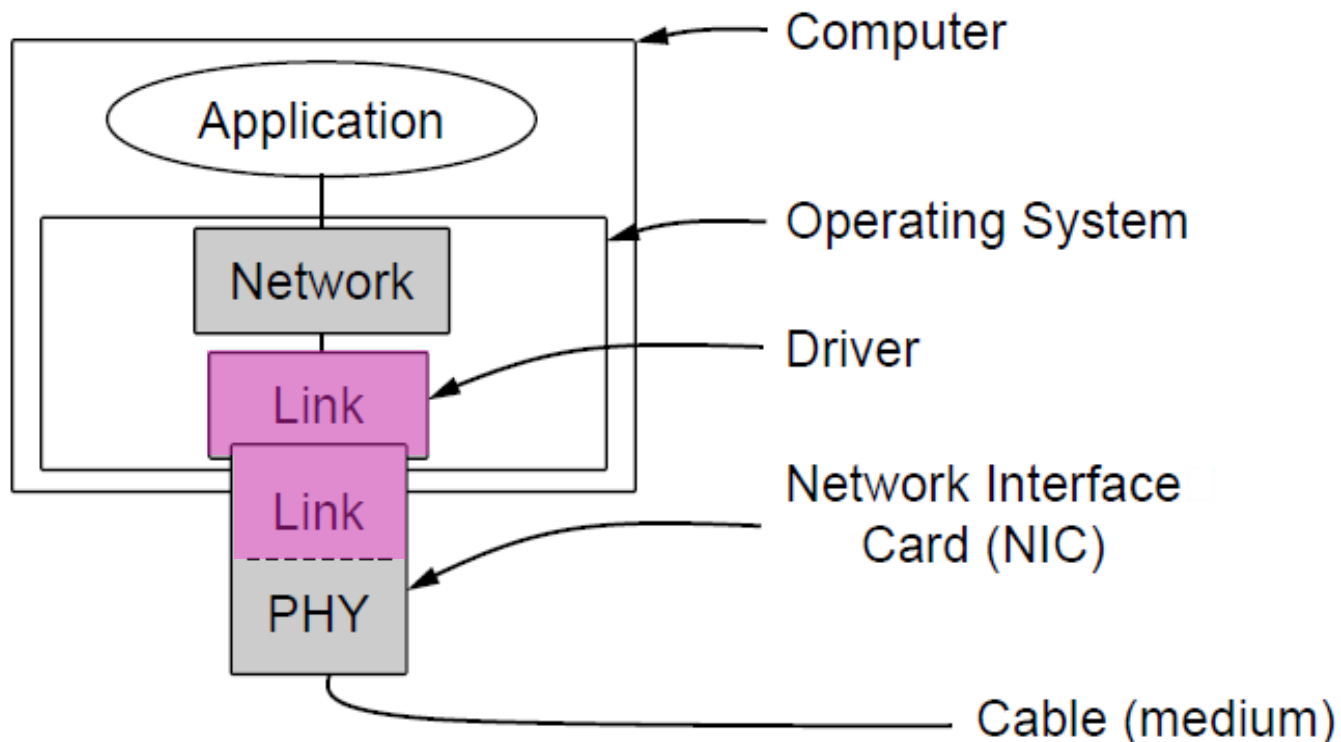 Computer
Application
Operating System
Network
Driver
Link
Network Interface
Card (NIC)
Link
PHY
Cable (medium)